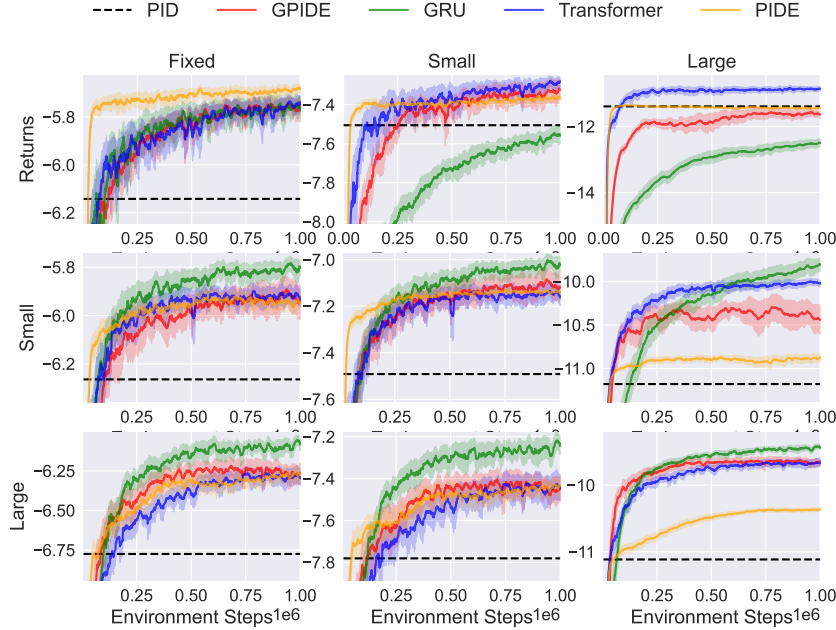 PID GPIDE GRU Transformer PIDE
Fixed Small Large
Returns
−5.8
−6.0
−6.2
0.25 0.50 0.75 1.00
−7.4
−7.6
−7.8
−8.0
0.00 0.25 0.50 0.75 1.00
−12
−14
0.00 0.25 0.50 0.75 1.00
Small
−5.8
−6.0
−6.2
0.25 0.50 0.75 1.00
−7.0
−7.2
−7.4
−7.6
0.25 0.50 0.75 1.00
−10.0
−10.5
−11.0
0.25 0.50 0.75 1.00
Large
−6.25
−6.50
−6.75
0.00 0.25 0.50 0.75 1.00
Environment Steps 1e6
−7.2
−7.4
−7.6
−7.8
0.00 0.25 0.50 0.75 1.00
Environment Steps 1e6
−10
−11
0.00 0.25 0.50 0.75 1.00
Environment Steps 1e6